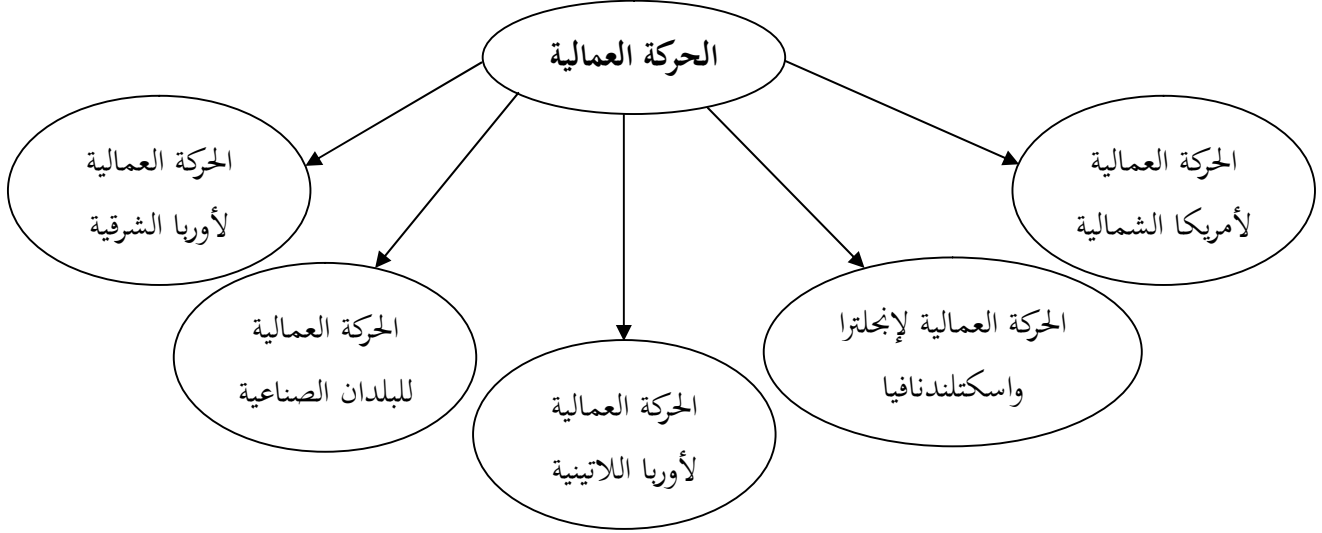 الحركة العمالية
الحركة العمالية
لأمريكا الشمالية
الحركة العمالية لإنجلترا
واسكتلندنافيا
الحركة العمالية
لأوربا اللاتينية
الحركة العمالية
للبلدان الصناعية
الحركة العمالية
لأوربا الشرقية